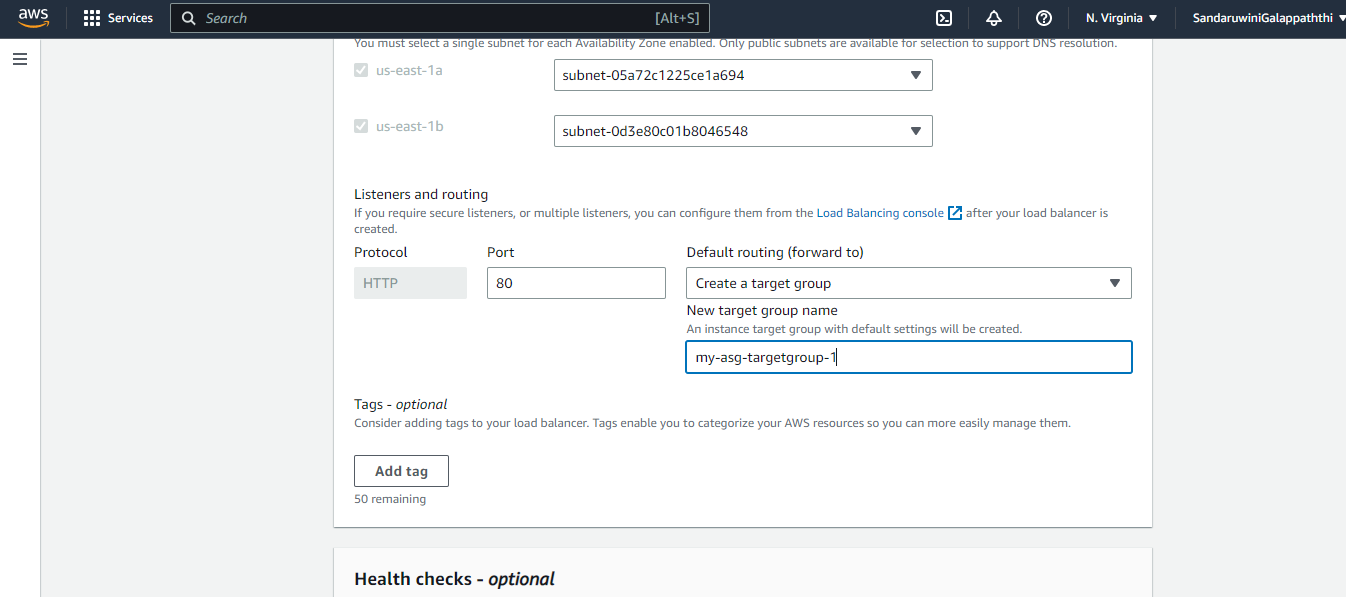 aws
Services
Search
[Alt+S]
N. Virginia
SandaruwiniGalappaththi
You must select a single subnet for each Availability Zone enabled. Only public subnets are available for selection to support DNS resolution.
us-east-1a
subnet-05a72c1225ce1a694
us-east-1b
subnet-0d3e80c01b8046548
Listeners and routing
If you require secure listeners, or multiple listeners, you can configure them from the Load Balancing console after your load balancer is
created.
Protocol
Port
Default routing (forward to)
HTTP
80
Create a target group
New target group name
An instance target group with default settings will be created.
my-asg-targetgroup-1
Tags - optional
Consider adding tags to your load balancer. Tags enable you to categorize your AWS resources so you can more easily manage them.
Add tag
50 remaining
Health checks - optional